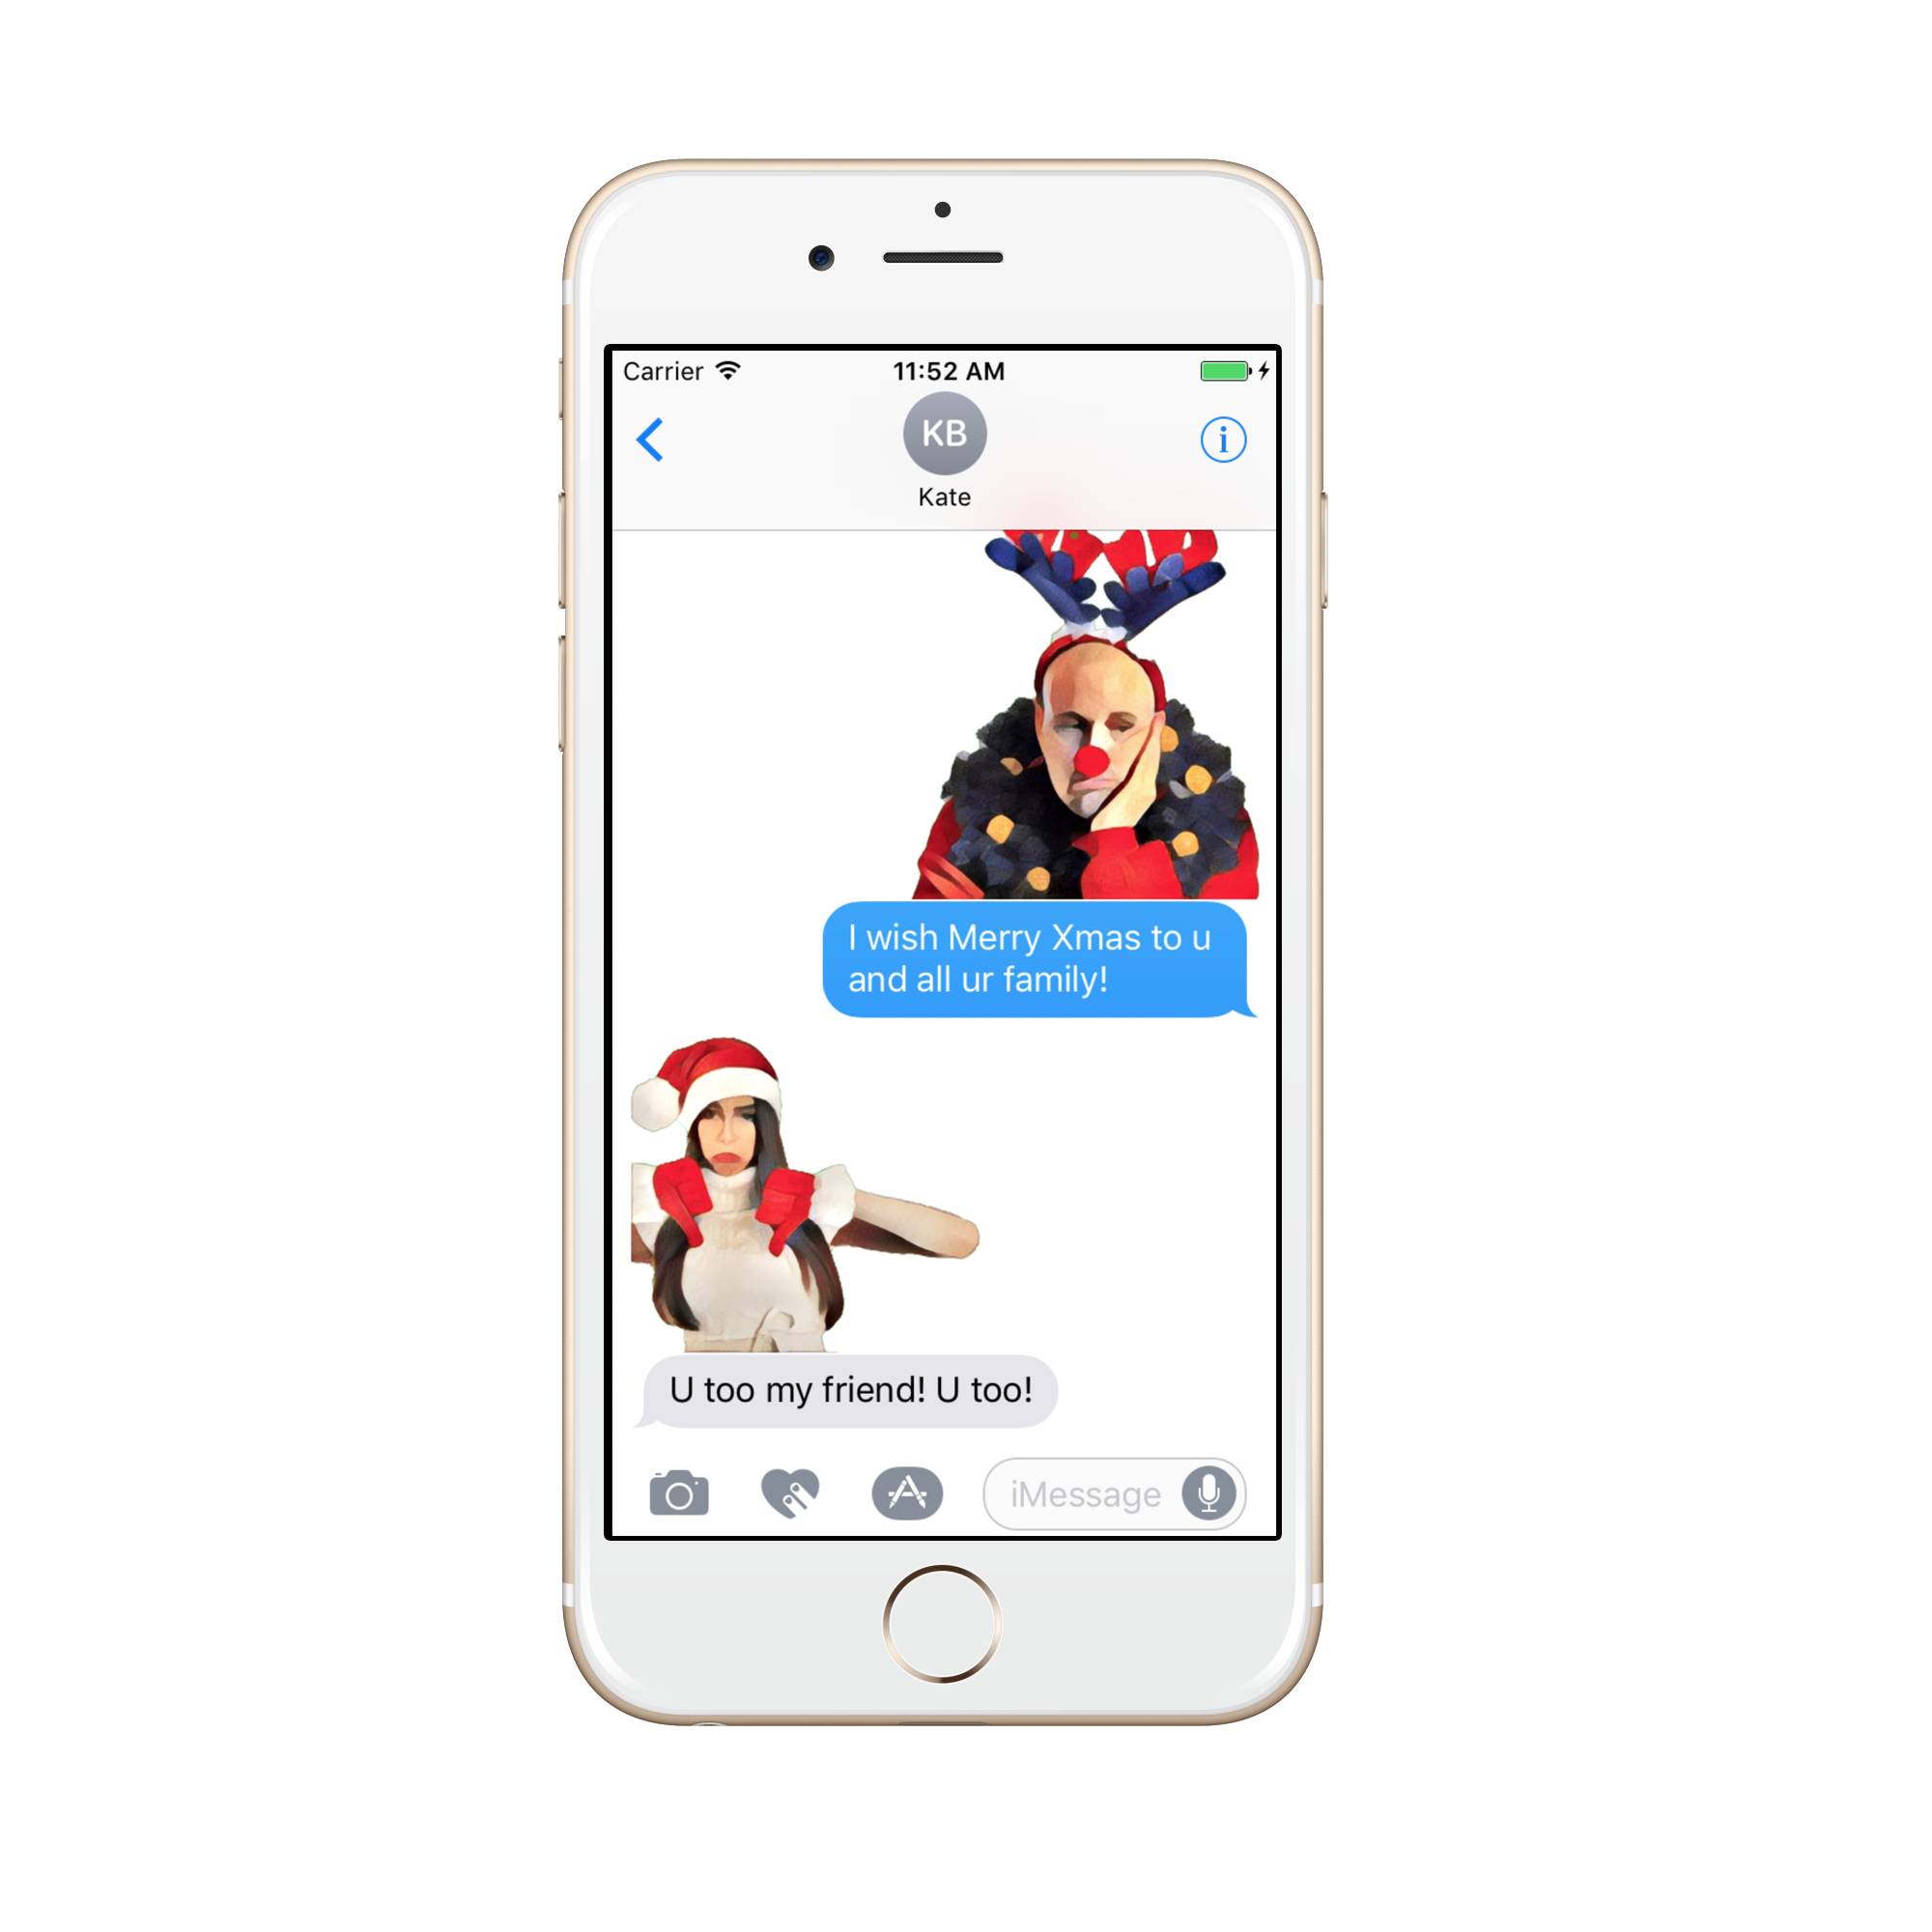 Carrier 11:52 AM
KB
Kate
I wish Merry Xmas to u
and all ur family!
U too my friend! U too!
iMessage